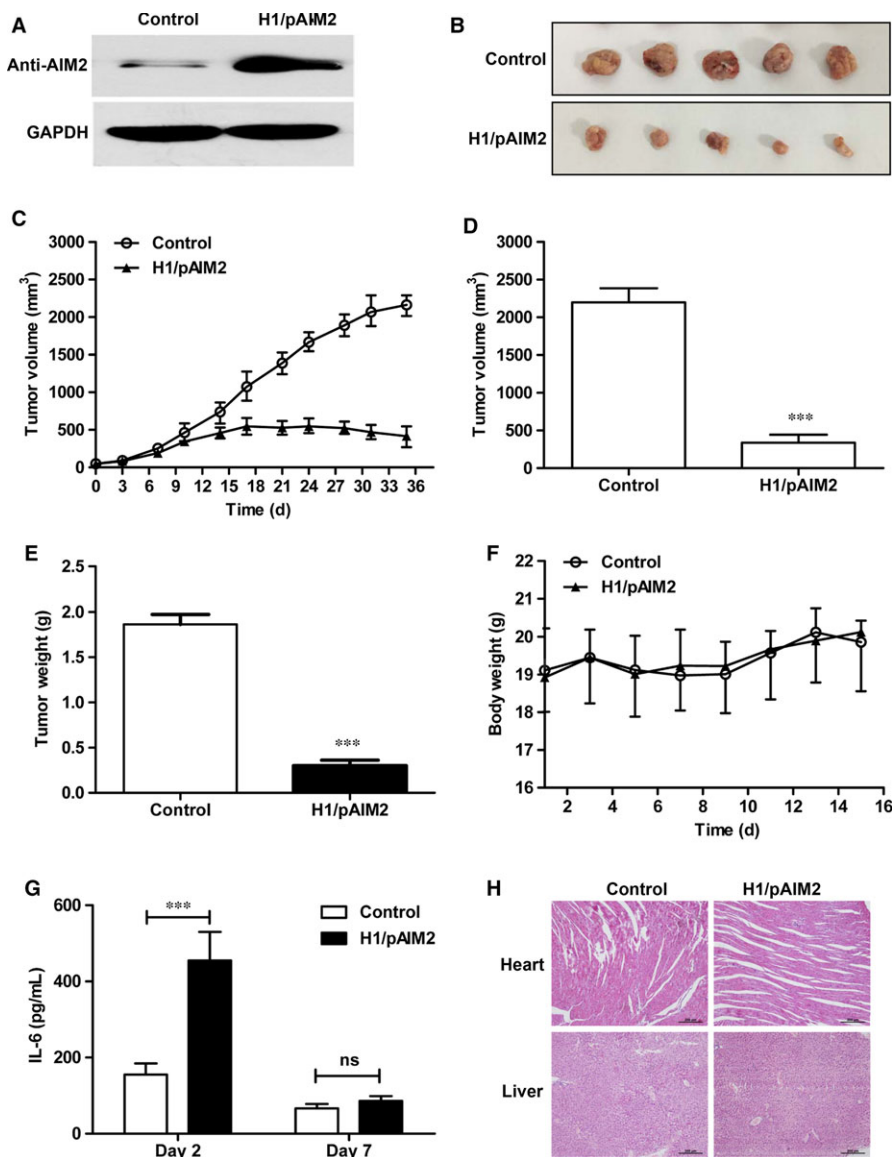 A
Control H1/pAIM2
Anti-AIM2
GAPDH
B
Control
H1/pAIM2
C
Control
H1/pAIM2
Tumor volume (mm³)
3000
2500
2000
1500
1000
500
0
0 3 6 9 10 12 15 18 21 24 27 30 33 36
Time (d)
D
Tumor volume (mm³)
3000
2500
2000
1500
1000
500
0
***
Control H1/pAIM2
E
Tumor weight (g)
2.5
2.0
1.5
1.0
0.3
0.0
***
Control H1/pAIM2
F
Control
H1/pAIM2
Body weight (g)
22
21
20
19
18
17
16
2 4 6 8 10 12 14 16
Time (d)
G
IL-6 (pg/mL)
600
400
200
0
*** 
ns
Control
H1/pAIM2
Day 2 Day 7
H
Control H1/pAIM2
Heart
Liver